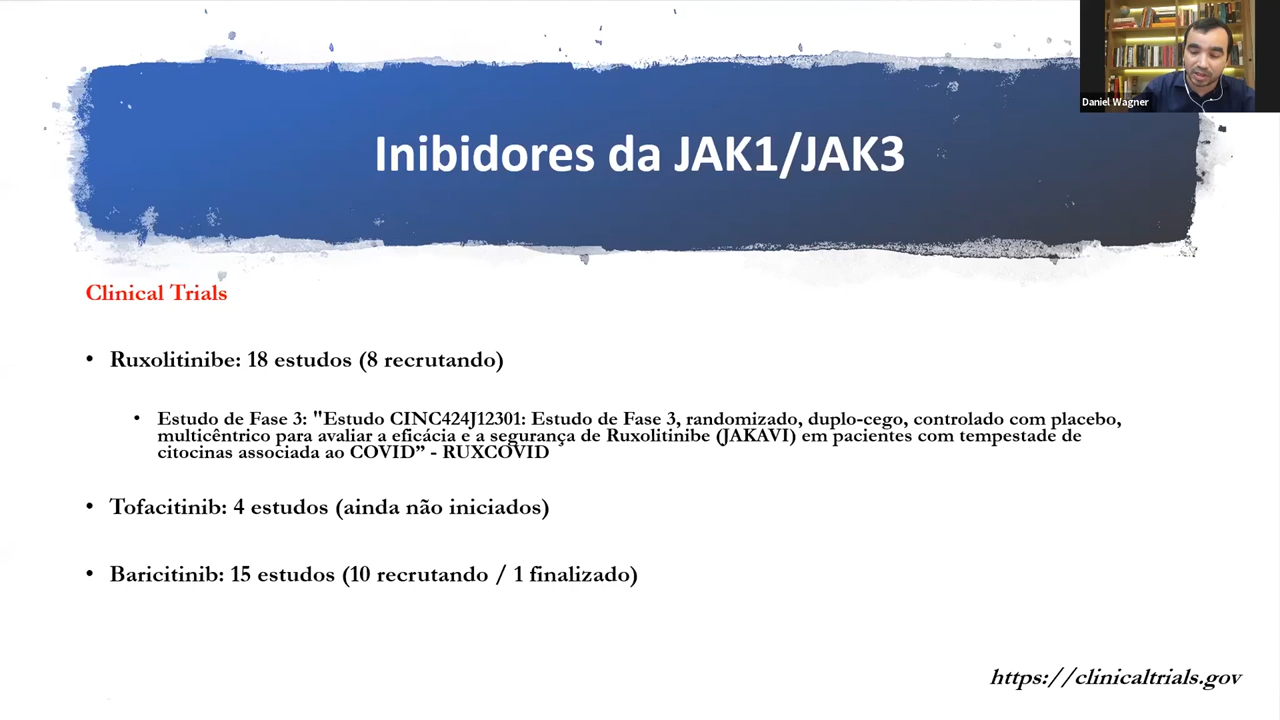 Daniel Wagner
Inibidores da JAK1/JAK3
Clinical Trials
• Ruxolitinibe: 18 estudos (8 recrutando)
• Estudo de Fase 3: "Estudo CINC424J12301: Estudo de Fase 3, randomizado, duplo-cego, controlado com placebo,
multicêntrico para avaliar a eficácia e a segurança de Ruxolitinibe (JAKAVI) em pacientes com tempestade de
citocinas associada ao COVID” - RUXCOVID
• Tofacitinib: 4 estudos (ainda não iniciados)
• Baricitinib: 15 estudos (10 recrutando / 1 finalizado)
https://clinicaltrials.gov